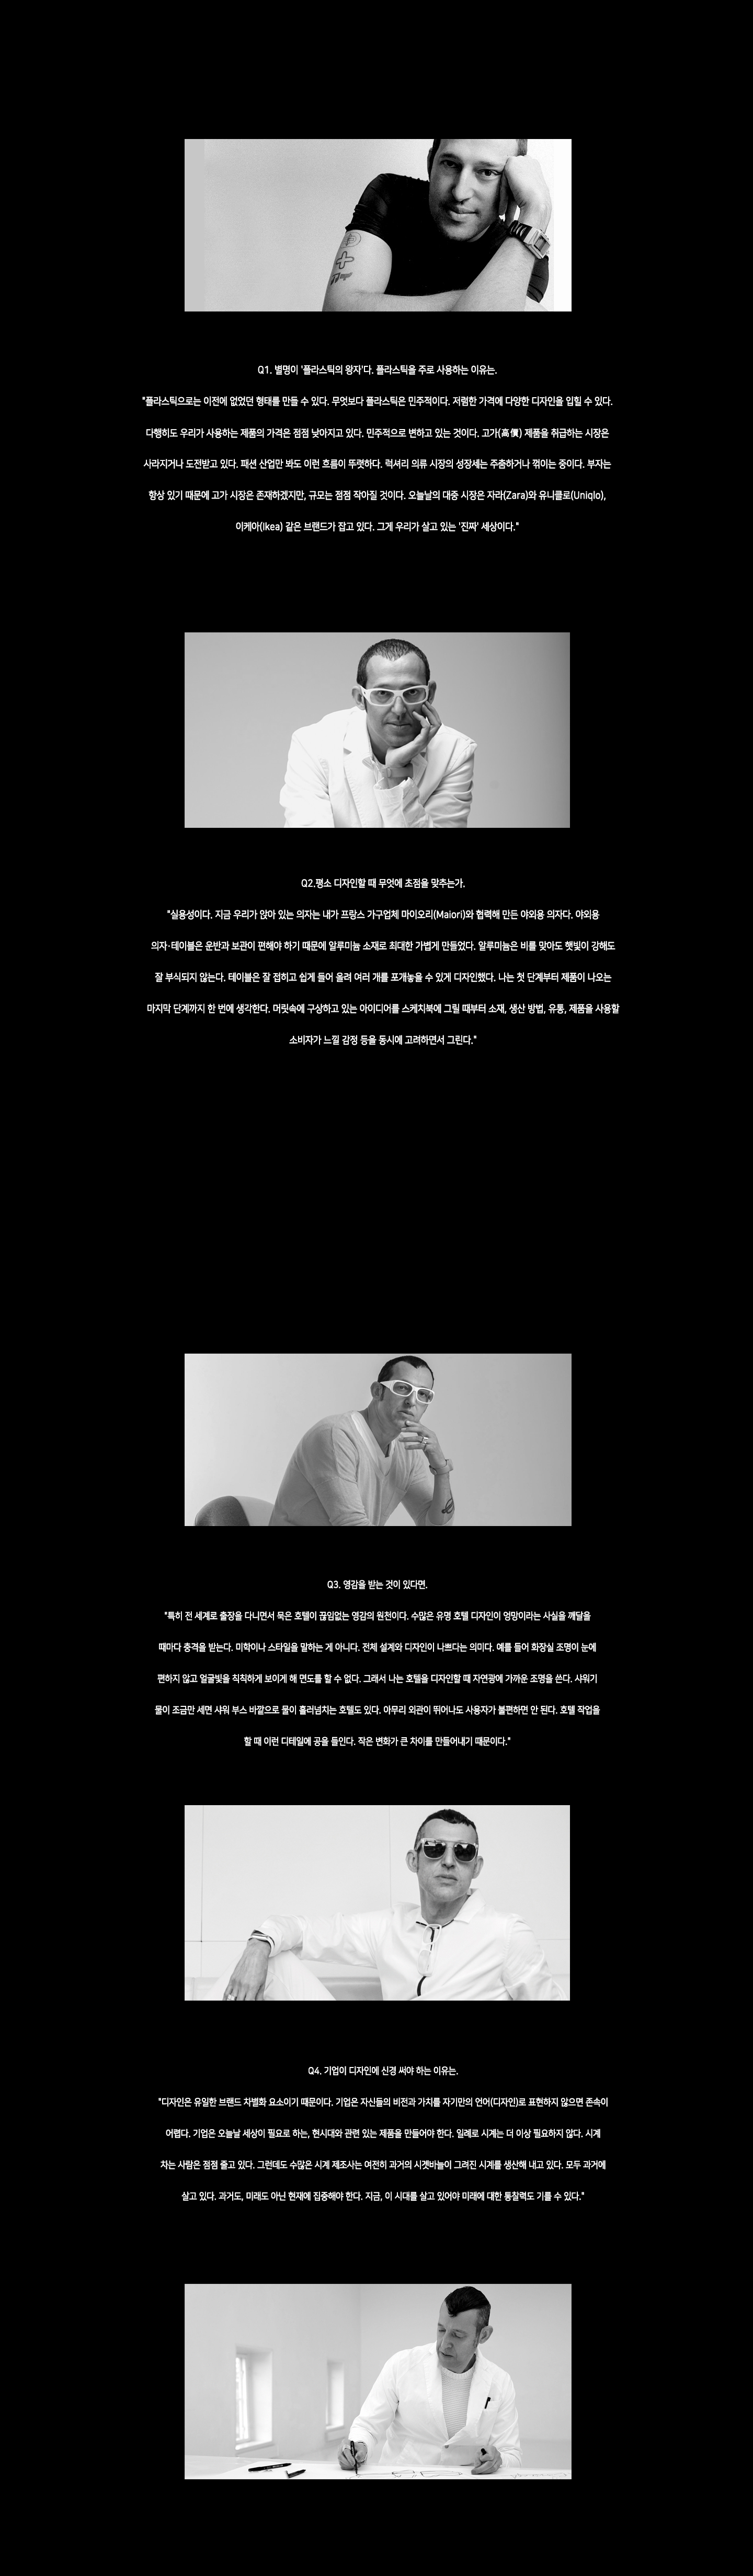 Q1. 별명이 '플라스틱의 왕자'다. 플라스틱을 주로 사용하는 이유는.
"플라스틱으로는 이전에 없었던 형태를 만들 수 있다. 무엇보다 플라스틱은 민주적이다. 저렴한 가격에 다양한 디자인을 입힐 수 있다.
다행히도 우리가 사용하는 제품의 가격은 점점 낮아지고 있다. 민주적으로 변하고 있는 것이다. 고가(高價) 제품을 취급하는 시장은
사라지거나 도전받고 있다. 패션 산업만 봐도 이런 흐름이 뚜렷하다. 럭셔리 의류 시장의 성장세는 주춤하거나 꺾이는 중이다. 부자는
항상 있기 때문에 고가 시장은 존재하겠지만, 규모는 점점 작아질 것이다. 오늘날의 대중 시장은 자라(Zara)와 유니클로(Uniqlo),
이케아(Ikea) 같은 브랜드가 잡고 있다. 그게 우리가 살고 있는 '진짜' 세상이다."
Q2.평소 디자인할 때 무엇에 초점을 맞추는가.
"실용성이다. 지금 우리가 앉아 있는 의자는 내가 프랑스 가구업체 마이오리(Maiori)와 협력해 만든 야외용 의자다. 야외용
의자·테이블은 운반과 보관이 편해야 하기 때문에 알루미늄 소재로 최대한 가볍게 만들었다. 알루미늄은 비를 맞아도 햇빛이 강해도
잘 부식되지 않는다. 테이블은 잘 접히고 쉽게 들어 올려 여러 개를 포개놓을 수 있게 디자인했다. 나는 첫 단계부터 제품이 나오는
마지막 단계까지 한 번에 생각한다. 머릿속에 구상하고 있는 아이디어를 스케치북에 그릴 때부터 소재, 생산 방법, 유통, 제품을 사용할
소비자가 느낄 감정 등을 동시에 고려하면서 그린다."
Q3. 영감을 받는 것이 있다면.
"특히 전 세계로 출장을 다니면서 묵은 호텔이 끊임없는 영감의 원천이다. 수많은 유명 호텔 디자인이 엉망이라는 사실을 깨달을
때마다 충격을 받는다. 미학이나 스타일을 말하는 게 아니다. 전체 설계와 디자인이 나쁘다는 의미다. 예를 들어 화장실 조명이 눈에
편하지 않고 얼굴빛을 칙칙하게 보이게 해 면도를 할 수 없다. 그래서 나는 호텔을 디자인할 때 자연광에 가까운 조명을 쓴다. 샤워기
물이 조금만 세면 샤워 부스 바깥으로 물이 흘러넘치는 호텔도 있다. 아무리 외관이 뛰어나도 사용자가 불편하면 안 된다. 호텔 작업을
할 때 이런 디테일에 공을 들인다. 작은 변화가 큰 차이를 만들어내기 때문이다."
Q4. 기업이 디자인에 신경 써야 하는 이유는.
"디자인은 유일한 브랜드 차별화 요소이기 때문이다. 기업은 자신들의 비전과 가치를 자기만의 언어(디자인)로 표현하지 않으면 존속이
어렵다. 기업은 오늘날 세상이 필요로 하는, 현시대와 관련 있는 제품을 만들어야 한다. 일례로 시계는 더 이상 필요하지 않다. 시계
차는 사람은 점점 줄고 있다. 그런데도 수많은 시계 제조사는 여전히 과거의 시곗바늘이 그려진 시계를 생산해 내고 있다. 모두 과거에
살고 있다. 과거도, 미래도 아닌 현재에 집중해야 한다. 지금, 이 시대를 살고 있어야 미래에 대한 통찰력도 기를 수 있다."